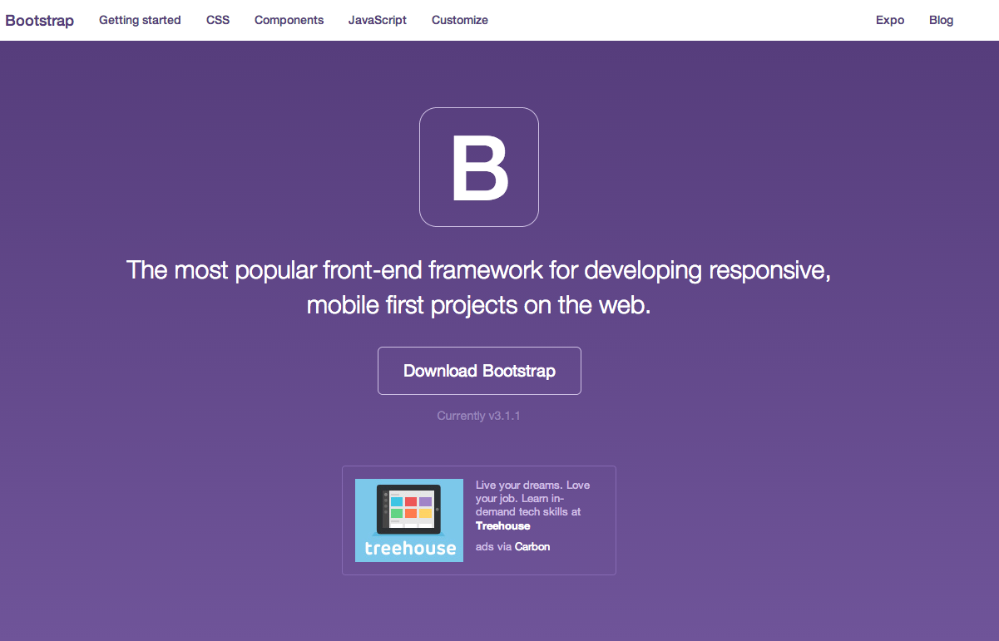 Bootstrap Getting started CSS Components JavaScript Customize Expo Blog
B
The most popular front-end framework for developing responsive,
mobile first projects on the web.
Download Bootstrap
Currently v3.1.1
treehouse
Live your dreams. Love
your job. Learn in-
demand tech skills at
Treehouse
ads via Carbon